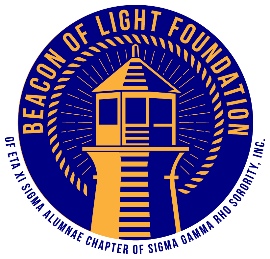 BEACON OF LIGHT FOUNDATION
OF ETA XI SIGMA ALUMNAE CHAPTER OF SIGMA GAMMA RHO SORORITY, INC.